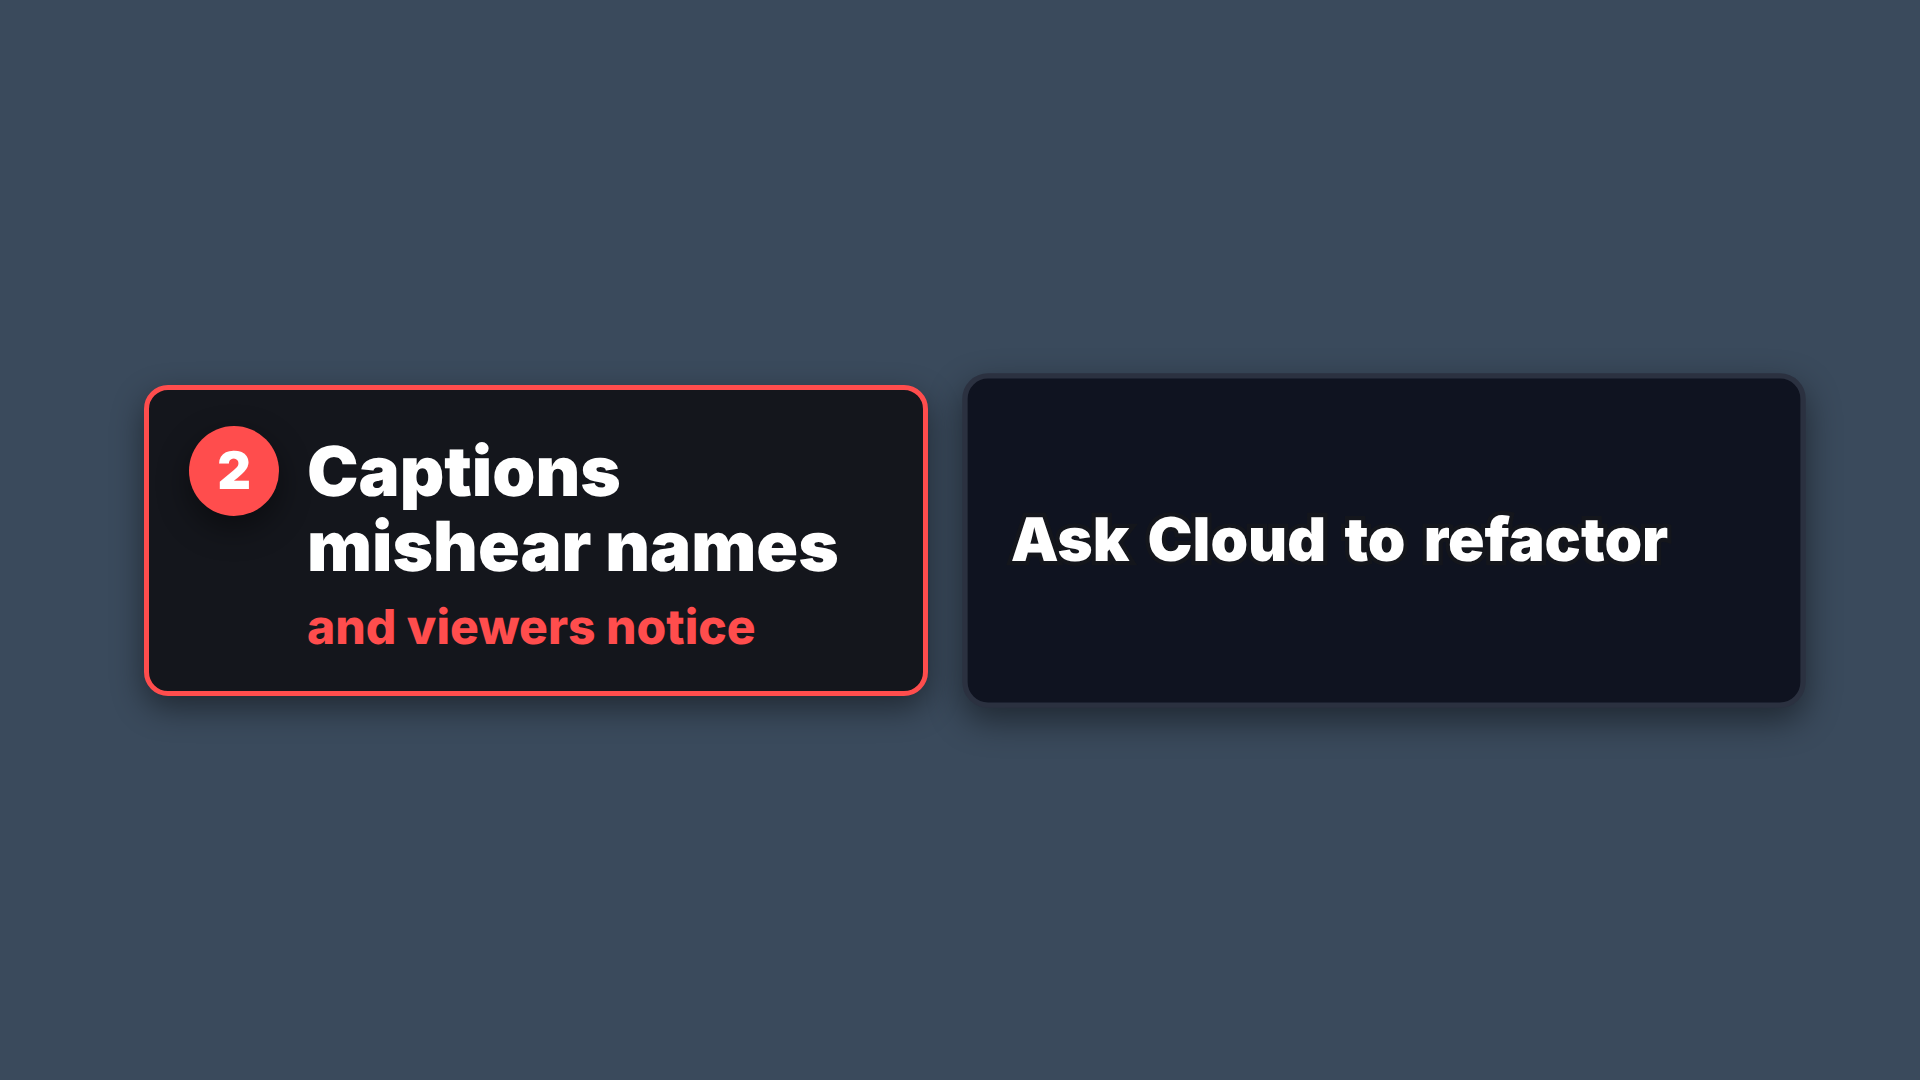 2
Captions
mishear names
and viewers notice
Ask Cloud to refactor